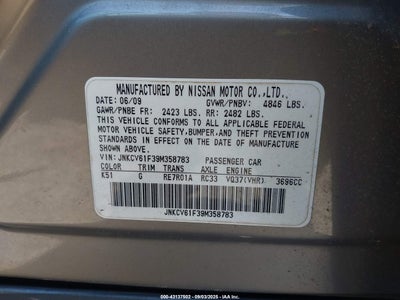 MANUFACTURED BY NISSAN MOTOR CO.,LTD.
DATE: 06/09 GVWR/PNBV: 4846 LBS.
GAWR/PNBE FR: 2423 LBS. RR: 2482 LBS.
THIS VEHICLE CONFORMS TO ALL APPLICABLE FEDERAL
MOTOR VEHICLE SAFETY, BUMPER, AND THEFT PREVENTION
STANDARDS IN EFFECT ON THE DATE OF MANUFACTURE
SHOWN ABOVE.
VIN: JNKCV61F39M358783 PASSENGER CAR
COLOR TRIM TRANS AXLE ENGINE
K51 G RE7R01A RC33 VQ37(VHR) 3696CC
JNKCV61F39M358783
000-43137502 - 09/03/2025 - IAAI.COM